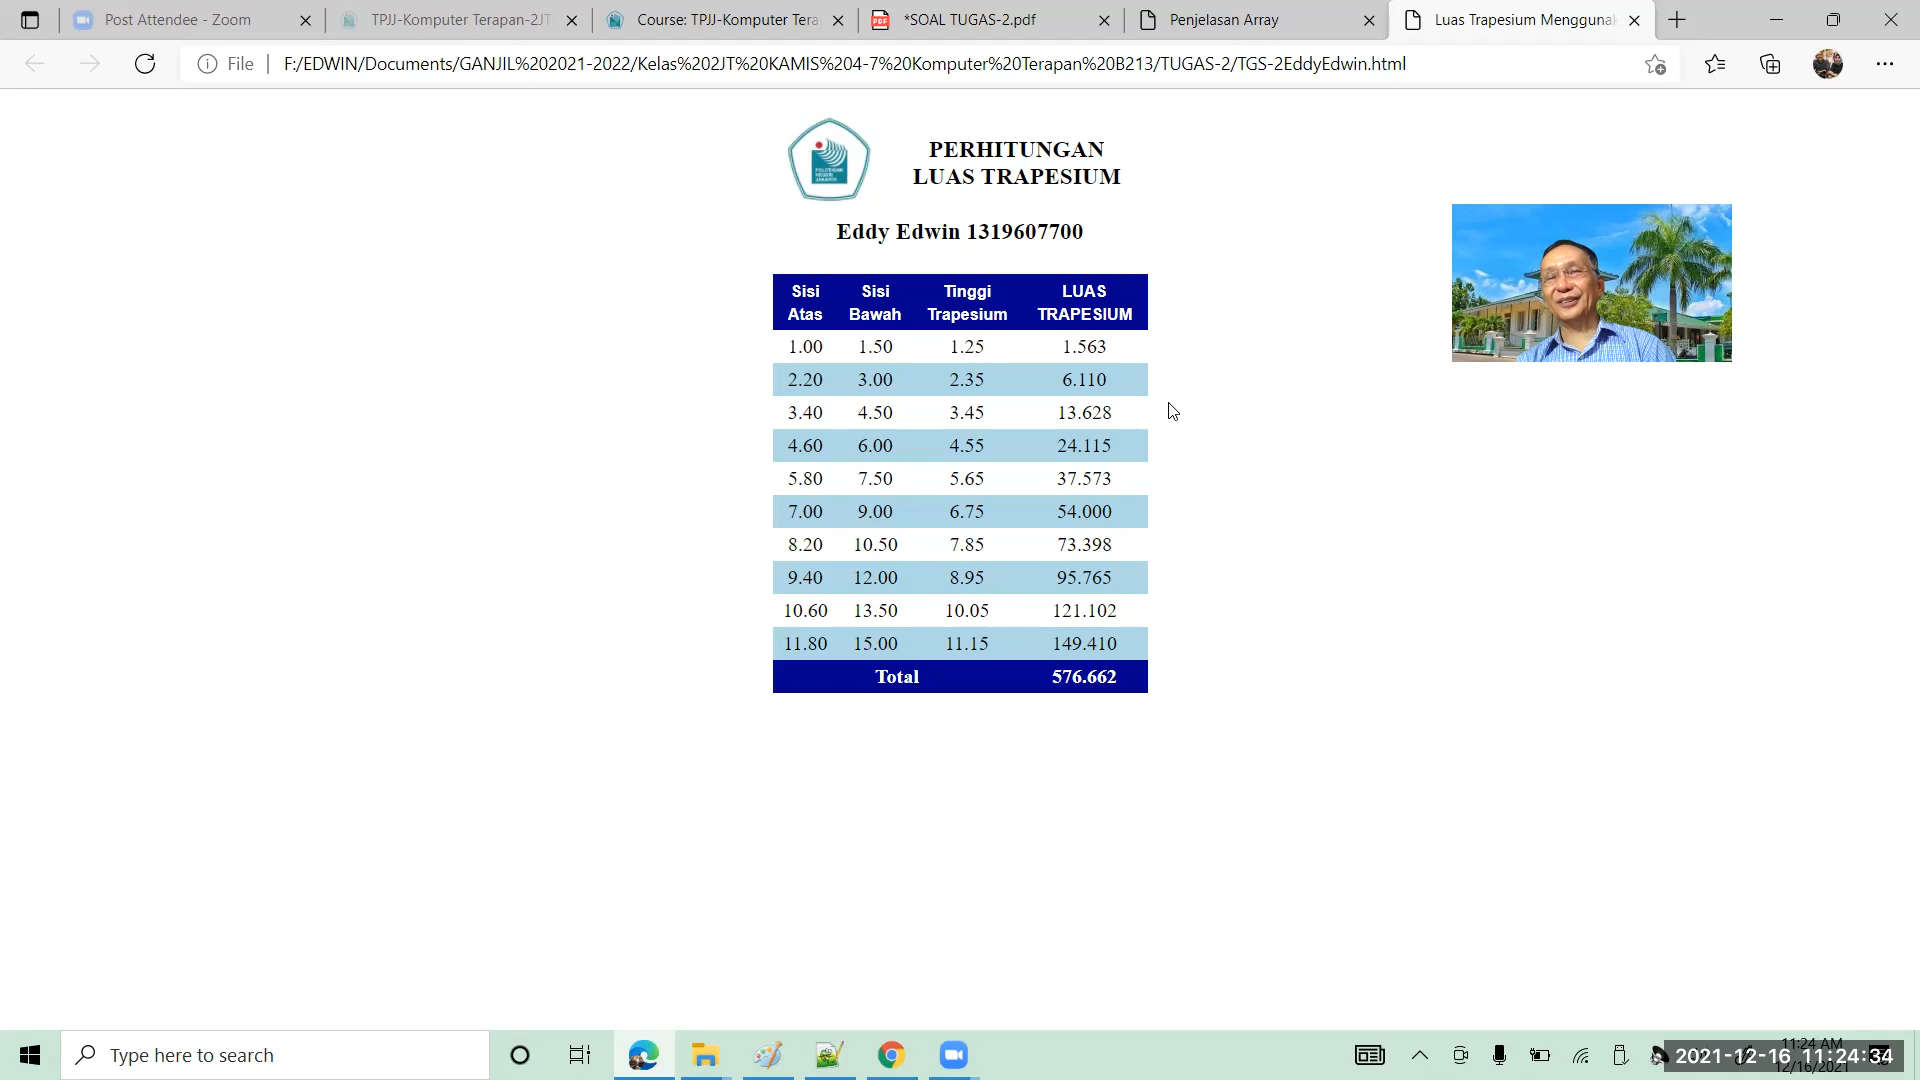 Post Attendee - Zoom
TPJJ-Komputer Terapan-2JT-
Course: TPJJ-Komputer Tera
*SOAL TUGAS-2.pdf
Penjelasan Array
Luas Trapesium Menggunak
File
F:/EDWIN/Documents/GANJIL%202021-2022/Kelas%202JT%20KAMIS%204-7%20Komputer%20Terapan%20B213/TUGAS-2/TGS-2EddyEdwin.html
POLITEKNIK
NEGERI
JAKARTA
PERHITUNGAN
LUAS TRAPESIUM
Eddy Edwin 1319607700
Sisi Atas Sisi Bawah Tinggi Trapesium LUAS TRAPESIUM
1.00 1.50 1.25 1.563
2.20 3.00 2.35 6.110
3.40 4.50 3.45 13.628
4.60 6.00 4.55 24.115
5.80 7.50 5.65 37.573
7.00 9.00 6.75 54.000
8.20 10.50 7.85 73.398
9.40 12.00 8.95 95.765
10.60 13.50 10.05 121.102
11.80 15.00 11.15 149.410
Total 576.662
Type here to search
11:24 AM
2021-12-16 11:24:34